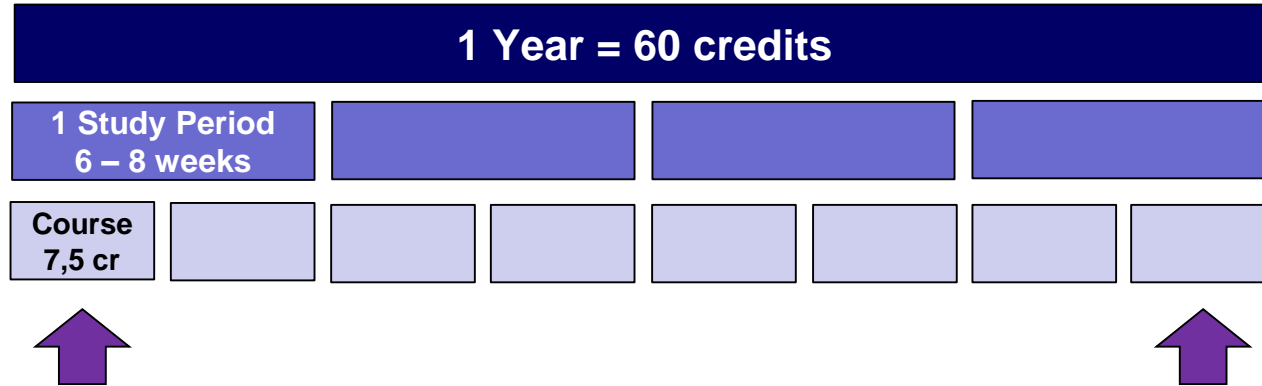 1 Year = 60 credits
1 Study Period
6 – 8 weeks
Course
7,5 cr